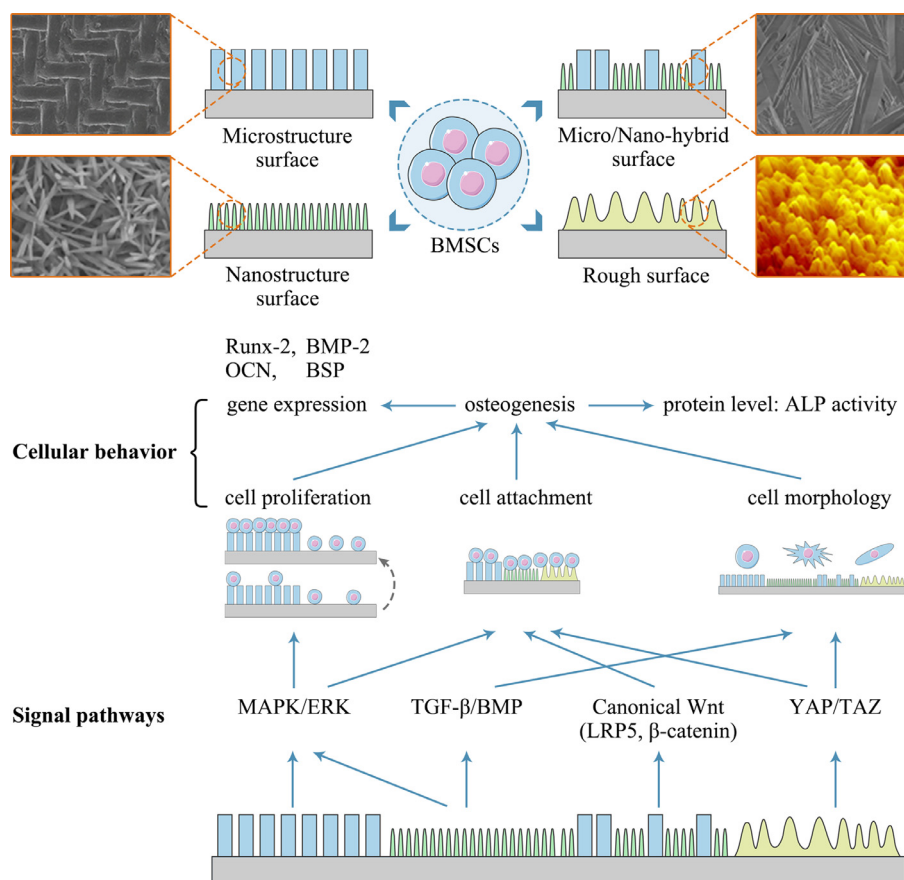 Microstructure
surface
Micro/Nano-hybrid
surface
BMSCs
Nanostructure
surface
Rough surface
Runx-2, BMP-2
OCN, BSP
gene expression
osteogenesis
protein level: ALP activity
Cellular behavior
cell proliferation
cell attachment
cell morphology
Signal pathways
MAPK/ERK
TGF-β/BMP
Canonical Wnt
(LRP5, β-catenin)
YAP/TAZ